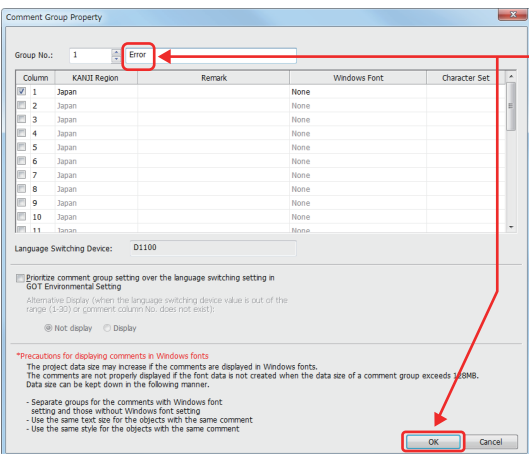 Comment Group Property
Group No.: 1 Error
Column KANJI Region Remark Windows Font Character Set
1 Japan None
2 Japan None
3 Japan None
4 Japan None
5 Japan None
6 Japan None
7 Japan None
8 Japan None
9 Japan None
10 Japan None
11 Japan None
Language Switching Device: D1100
Prioritize comment group setting over the language switching setting in
GOT Environmental Setting
Alternative Display (when the language switching device value is out of the
range (1-30) or comment column No. does not exist):
Not display Display
*Precautions for displaying comments in Windows fonts
The project data size may increase if the comments are displayed in Windows fonts.
The comments are not properly displayed if the font data is not created when the data size of a comment group exceeds 128MB.
Data size can be kept down in the following manner.
- Separate groups for the comments with Windows font
setting and those without Windows font setting
- Use the same text size for the objects with the same comment
- Use the same style for the objects with the same comment
OK Cancel